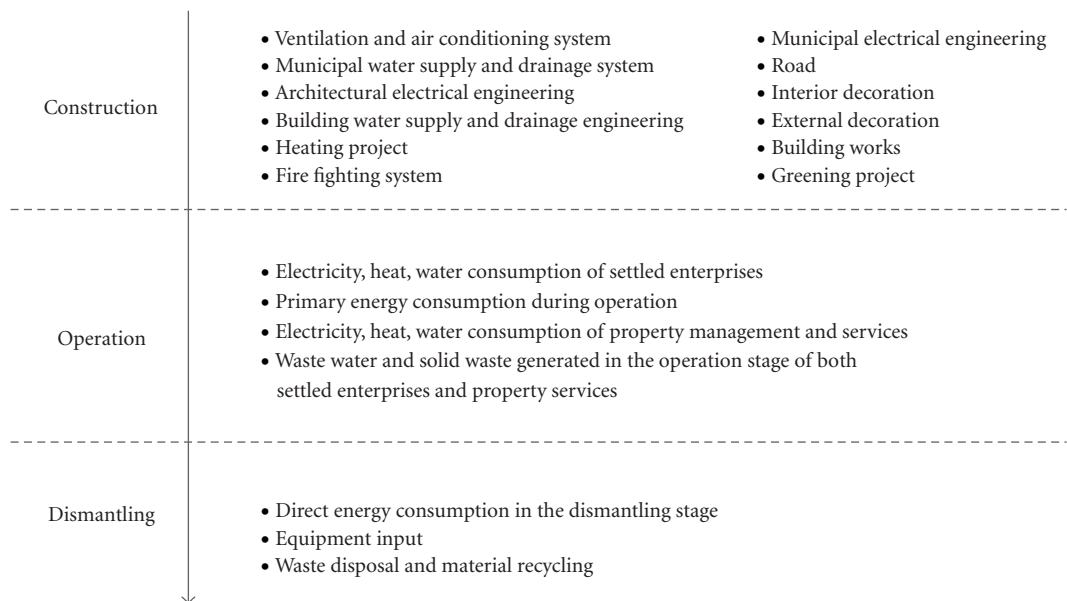 Construction
• Ventilation and air conditioning system
• Municipal water supply and drainage system
• Architectural electrical engineering
• Building water supply and drainage engineering
• Heating project
• Fire fighting system
• Municipal electrical engineering
• Road
• Interior decoration
• External decoration
• Building works
• Greening project
Operation
• Electricity, heat, water consumption of settled enterprises
• Primary energy consumption during operation
• Electricity, heat, water consumption of property management and services
• Waste water and solid waste generated in the operation stage of both
settled enterprises and property services
Dismantling
• Direct energy consumption in the dismantling stage
• Equipment input
• Waste disposal and material recycling